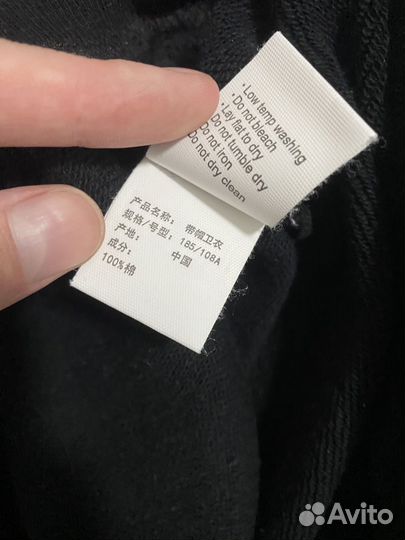 · Low temp washing
· Do not bleach
· Lay flat to dry
· Do not tumble dry
· Do not iron
Do not dry clean
产品名称: 带帽卫衣
规格/号型: 185/108A
产地: 中国
成分:
100%棉
Avito